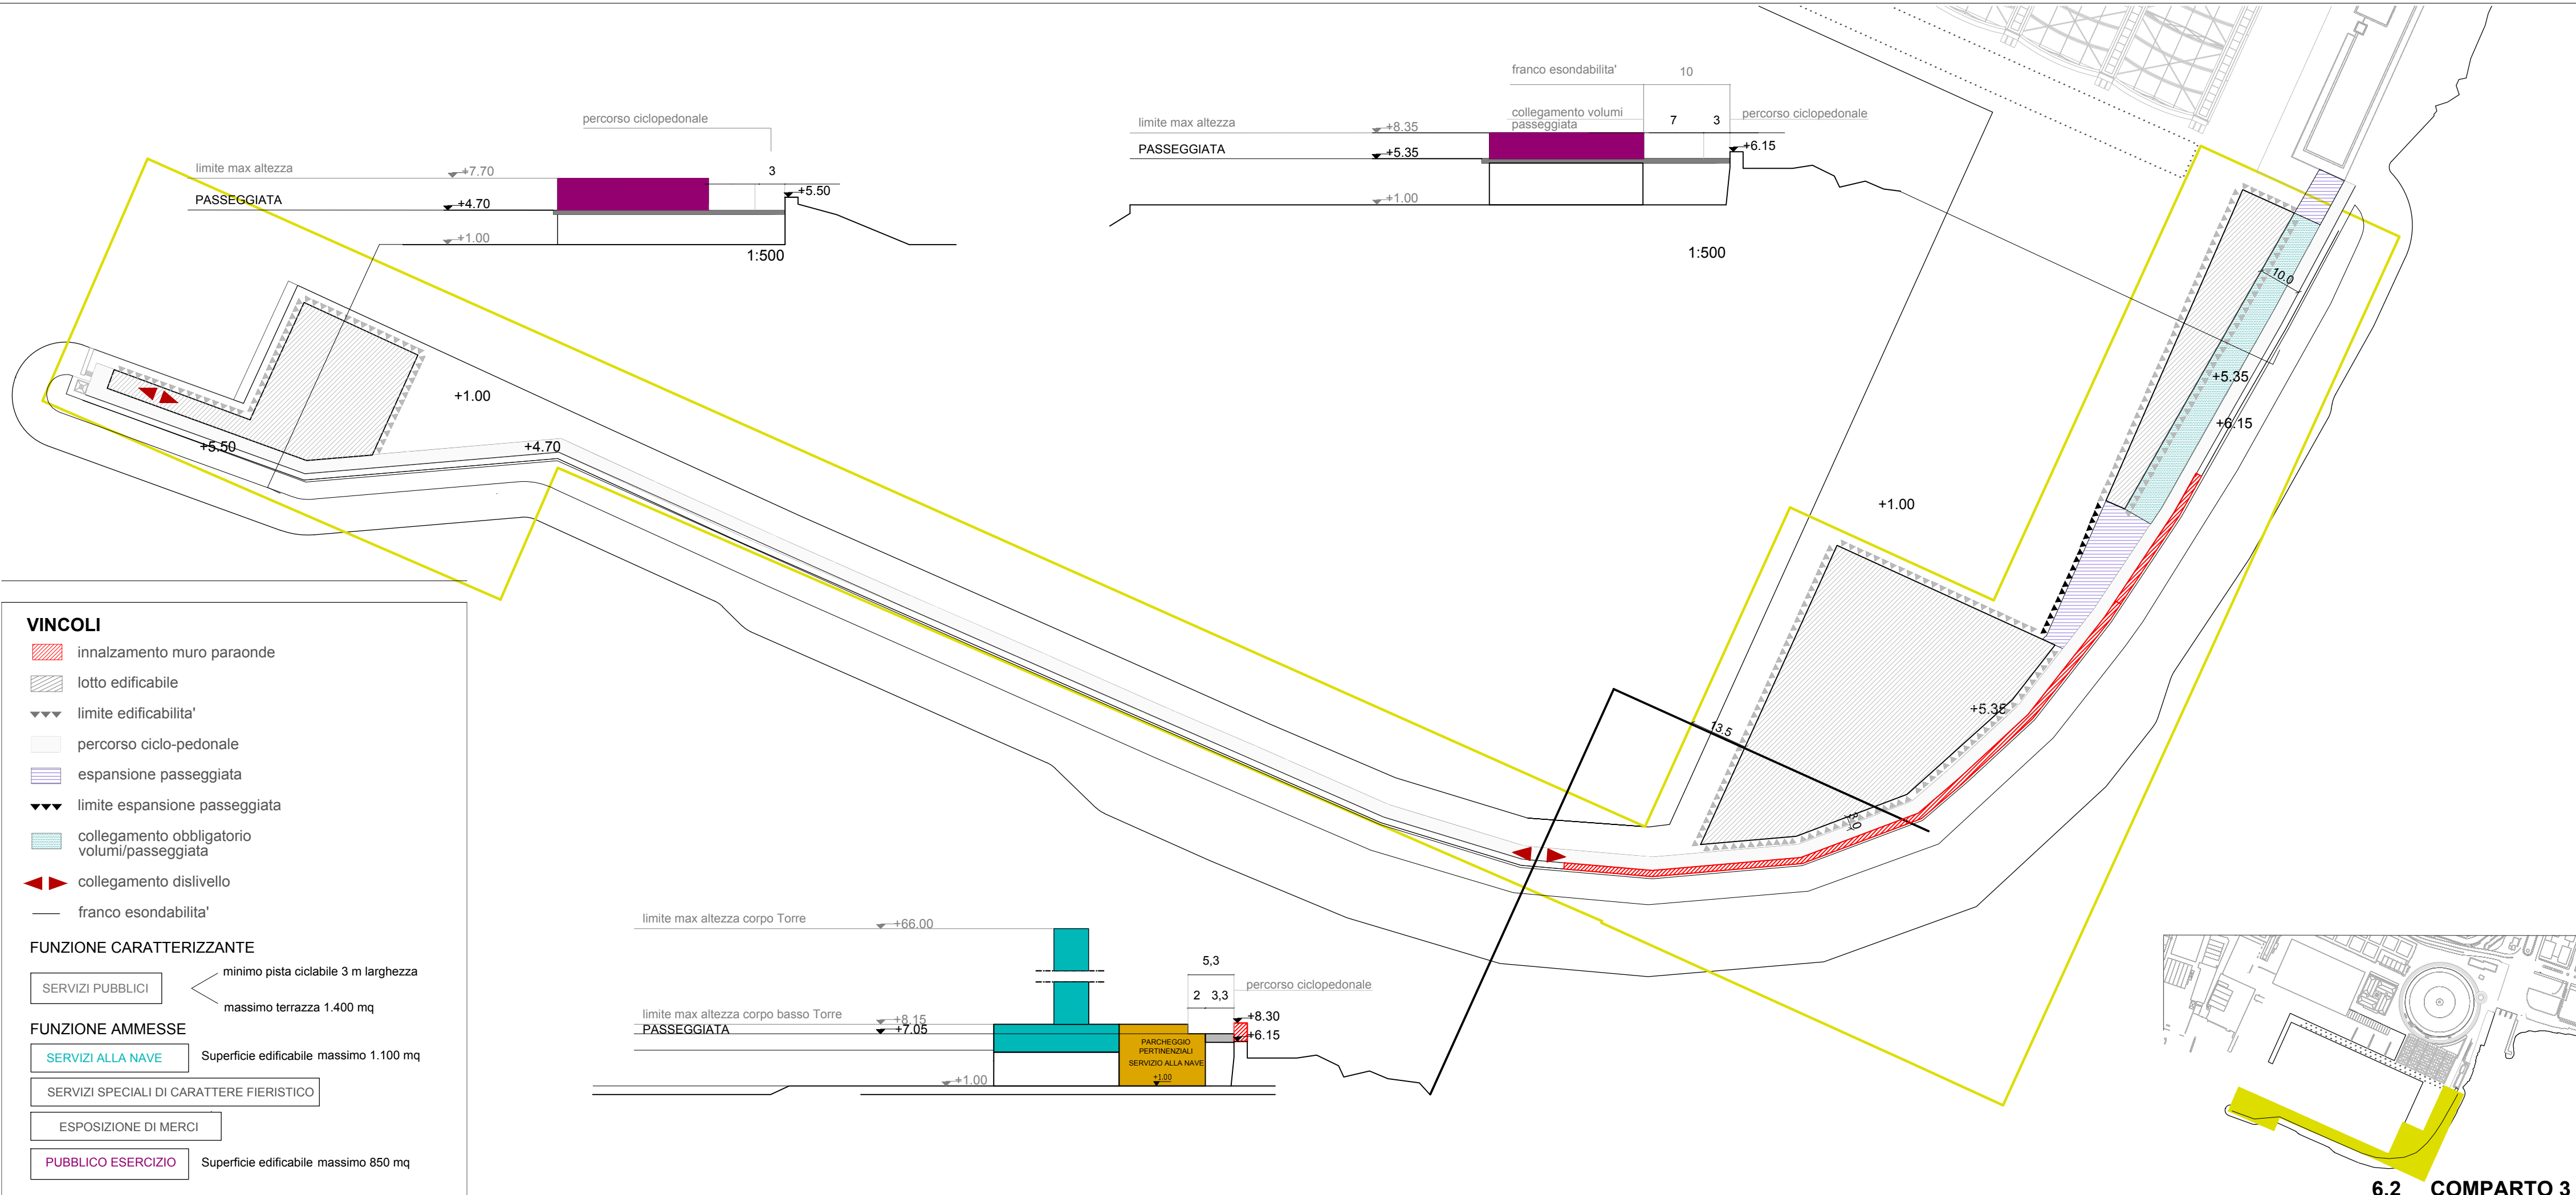 percorso ciclopedonale
limite max altezza
+7.70
3
+5.50
PASSEGGIATA
+4.70
+1.00
1:500
franco esondabilita'
10
collegamento volumi
passeggiata
7
3
percorso ciclopedonale
limite max altezza
+8.35
PASSEGGIATA
+5.35
+6.15
+1.00
1:500
10.0
+5.35
+6.15
+1.00
+5.50
+4.70
+1.00
13.5
+5.35
3.0
VINCOLI
innalzamento muro paraonde
lotto edificabile
limite edificabilita'
percorso ciclo-pedonale
espansione passeggiata
limite espansione passeggiata
collegamento obbligatorio
volumi/passeggiata
collegamento dislivello
franco esondabilita'
FUNZIONE CARATTERIZZANTE
SERVIZI PUBBLICI
minimo pista ciclabile 3 m larghezza
massimo terrazza 1.400 mq
FUNZIONE AMMESSE
SERVIZI ALLA NAVE
Superficie edificabile massimo 1.100 mq
SERVIZI SPECIALI DI CARATTERE FIERISTICO
ESPOSIZIONE DI MERCI
PUBBLICO ESERCIZIO
Superficie edificabile massimo 850 mq
limite max altezza corpo Torre
+66.00
5,3
2
3,3
percorso ciclopedonale
limite max altezza corpo basso Torre
+8.15
PASSEGGIATA
+7.05
+8.30
+6.15
PARCHEGGIO
PERTINENZIALI
SERVIZIO ALLA NAVE
+1.00
+1.00
6.2 COMPARTO 3